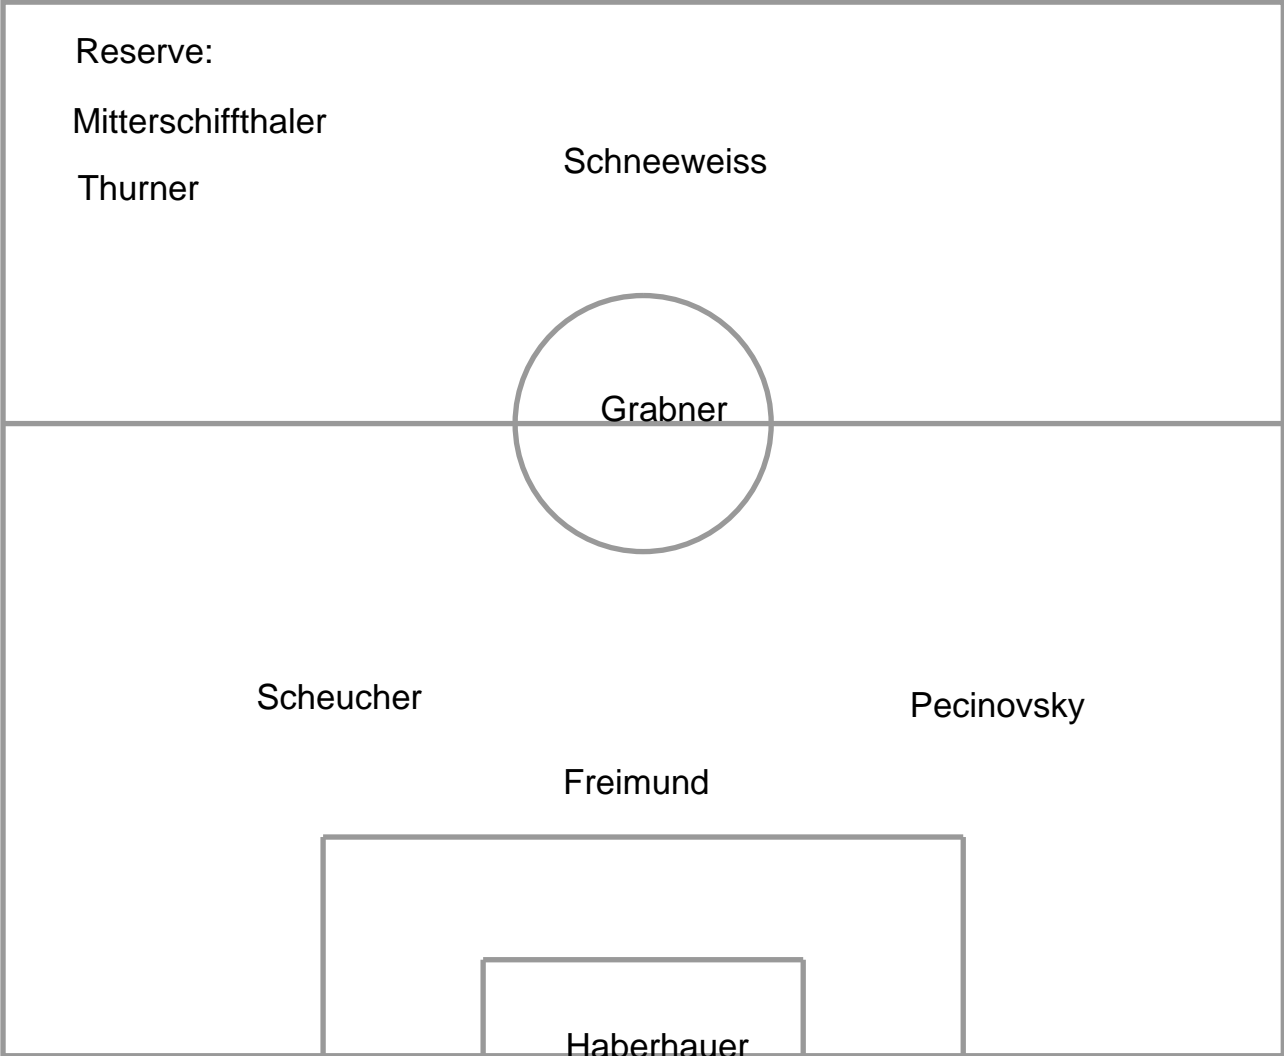 Reserve:
Mitterschiffthaler
Schneeweiss
Thurner
Grabner
Scheucher
Pecinovsky
Freimund
Haberhauer